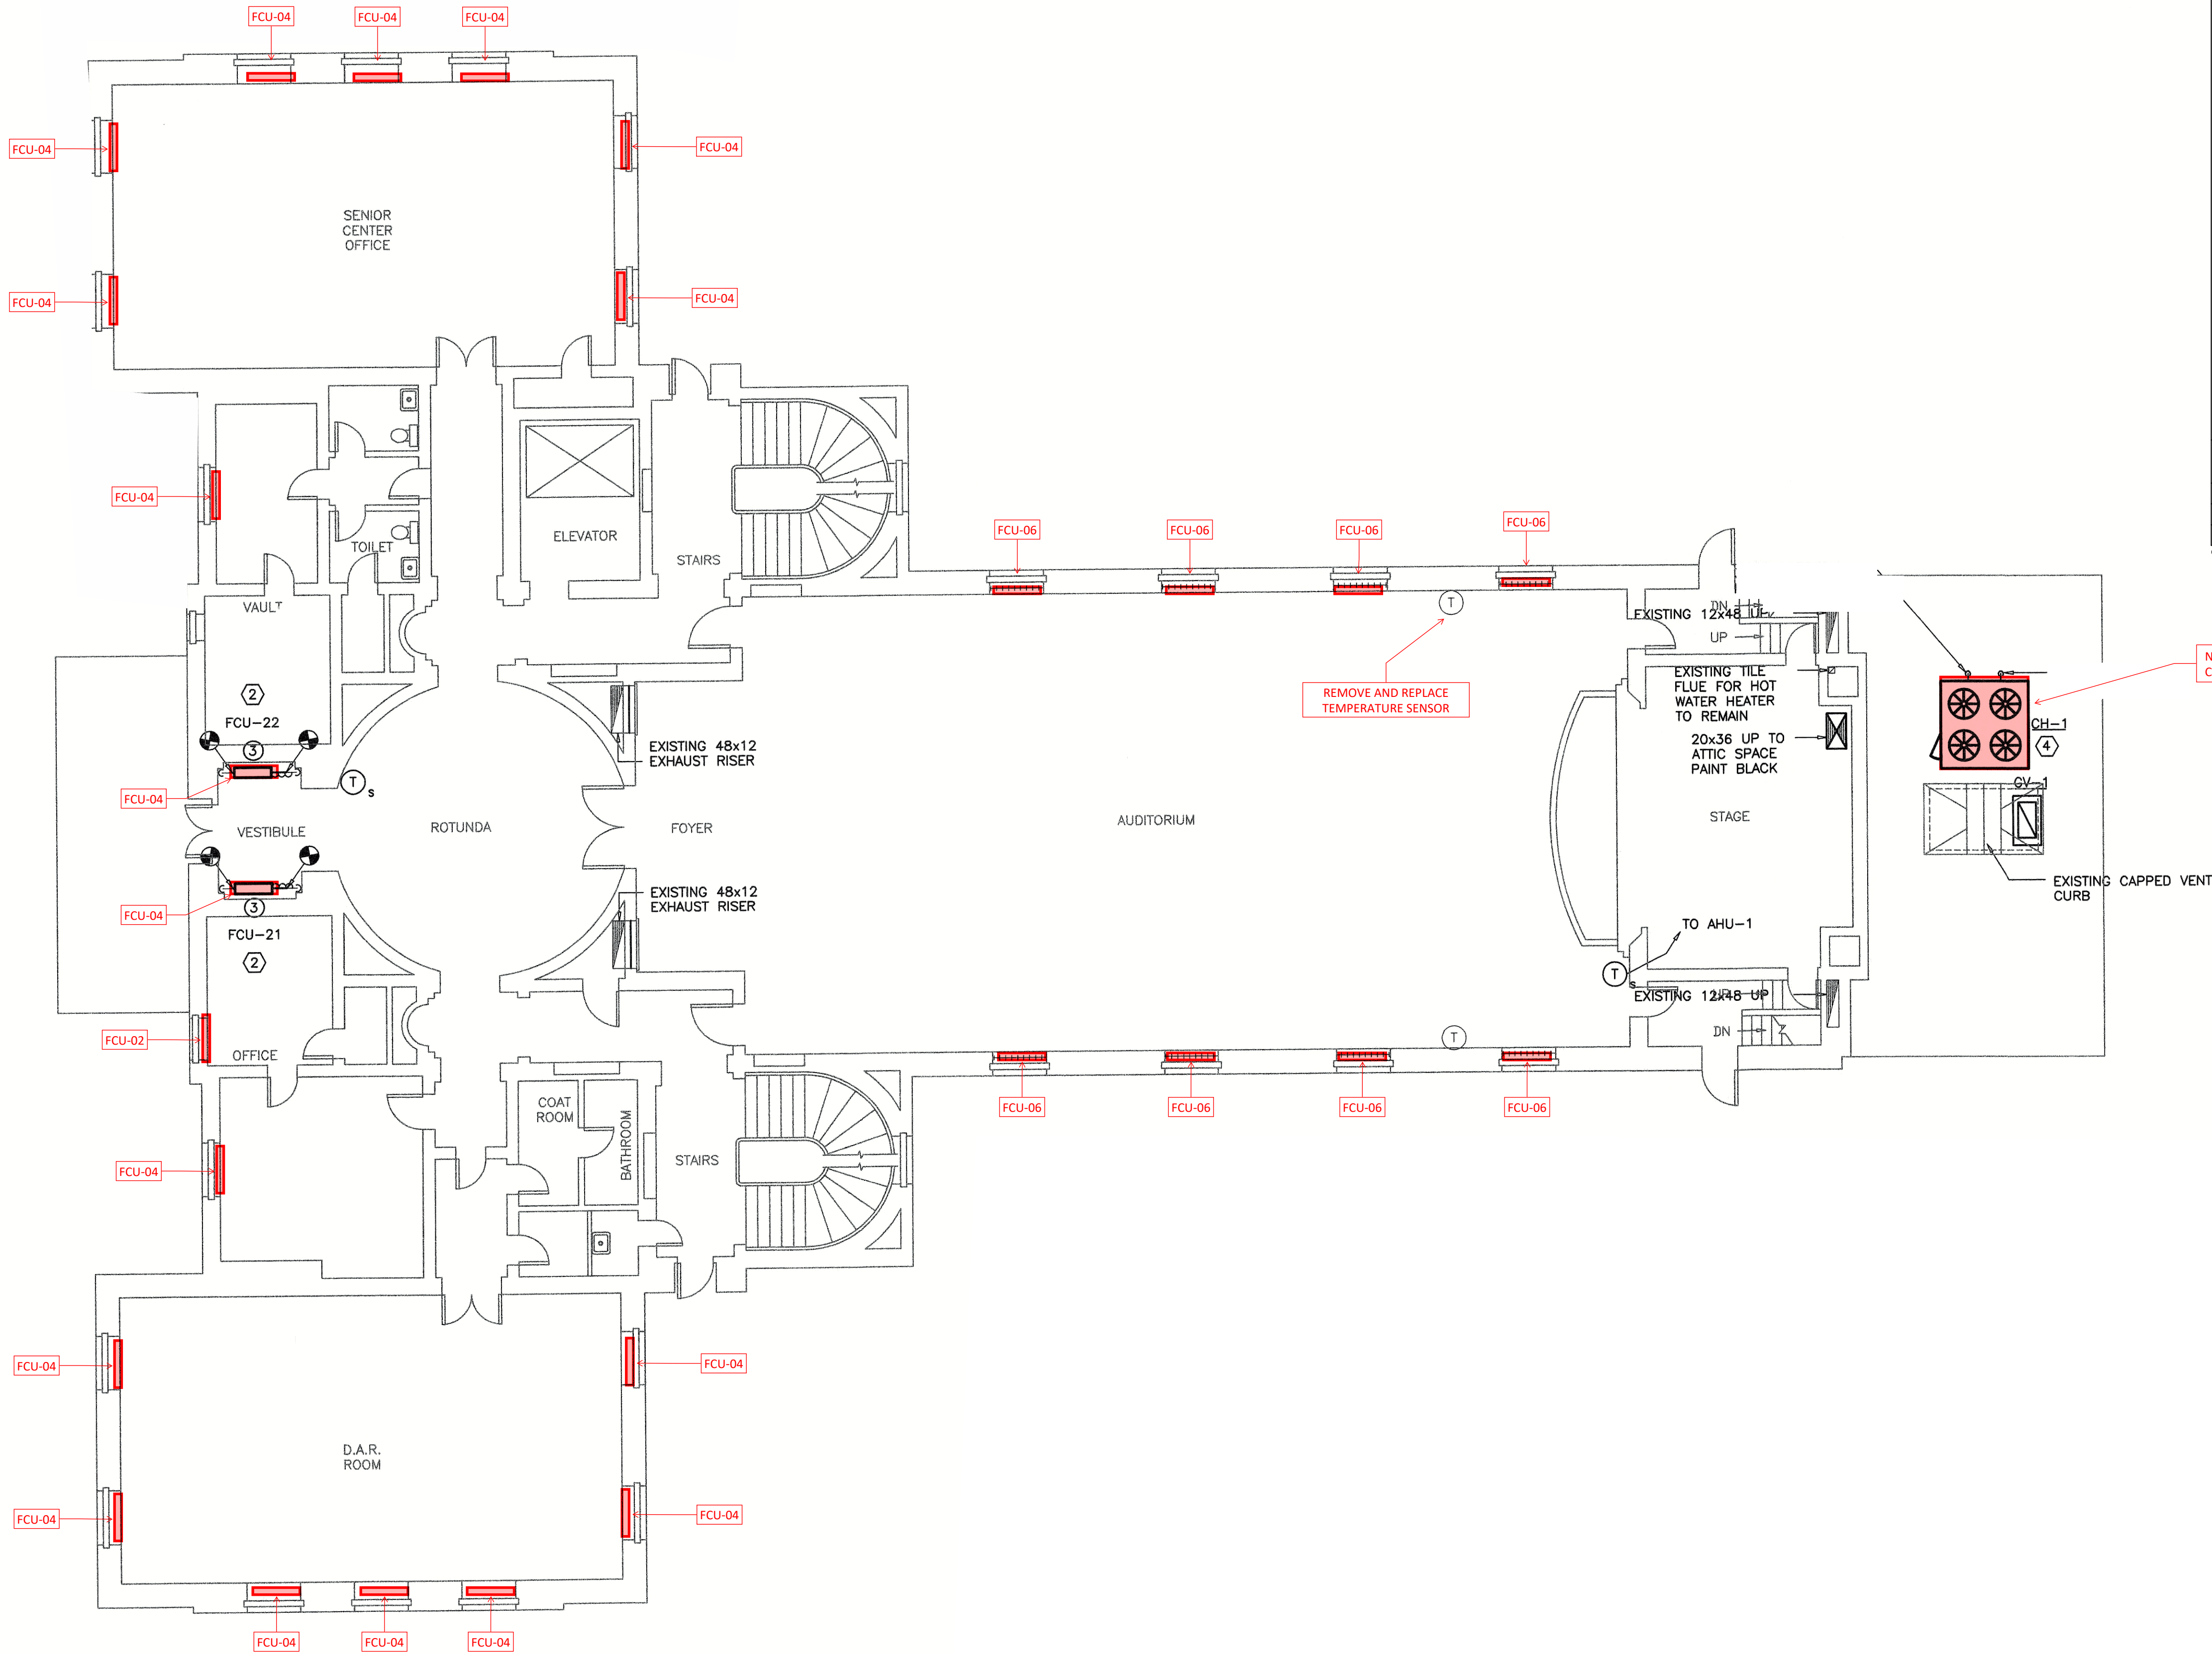 FCU-04
FCU-04
FCU-04
FCU-04
FCU-04
SENIOR
CENTER
OFFICE
FCU-04
FCU-04
FCU-04
TOILET
ELEVATOR
STAIRS
VAULT
FCU-06
FCU-06
FCU-06
FCU-06
T
DN
EXISTING 12x48 UP
UP
REMOVE AND REPLACE
TEMPERATURE SENSOR
EXISTING TILE
FLUE FOR HOT
WATER HEATER
TO REMAIN
20x36 UP TO
ATTIC SPACE
PAINT BLACK
N
C
CH-1
4
GV-1
2
FCU-22
3
T
S
FCU-04
EXISTING 48x12
EXHAUST RISER
VESTIBULE
ROTUNDA
FOYER
AUDITORIUM
STAGE
EXISTING CAPPED VENT
CURB
FCU-04
3
FCU-21
2
EXISTING 48x12
EXHAUST RISER
TO AHU-1
T
S
EXISTING 12x48 UP
UP
DN
T
FCU-02
OFFICE
FCU-06
FCU-06
FCU-06
FCU-06
COAT
ROOM
BATHROOM
STAIRS
FCU-04
FCU-04
FCU-04
D.A.R.
ROOM
FCU-04
FCU-04
FCU-04
FCU-04
FCU-04